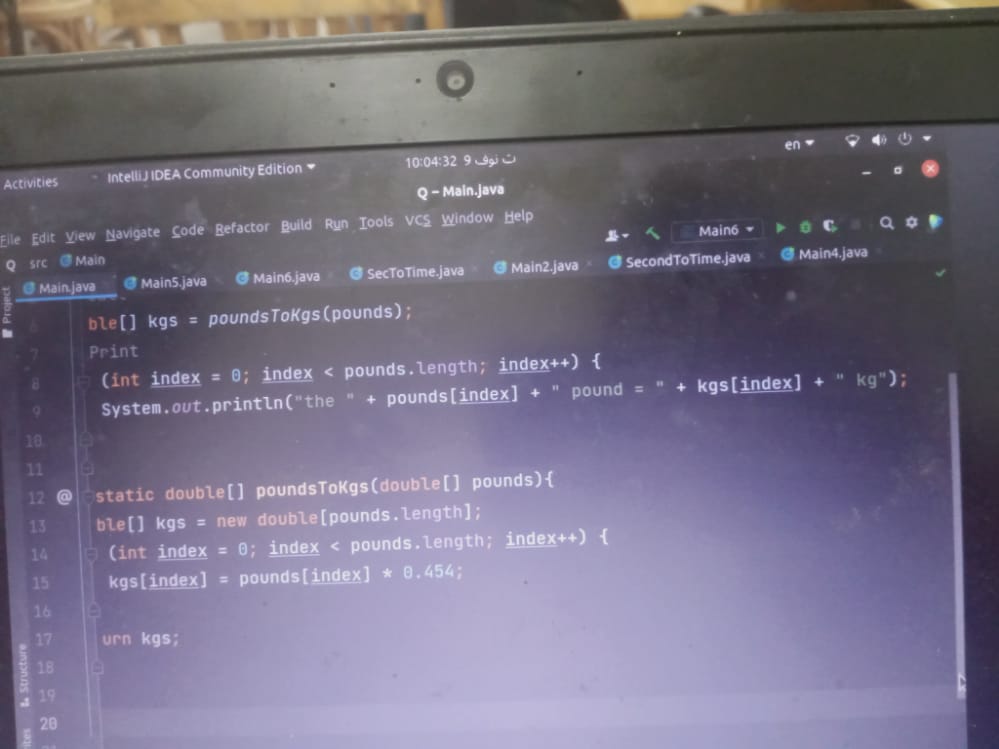 Activities IntelliJ IDEA Community Edition 10:04:32 9 نوف ث en
Q – Main.java
File Edit View Navigate Code Refactor Build Run Tools VCS Window Help
Q src Main Main6
Main.java Main5.java Main6.java SecToTime.java Main2.java SecondToTime.java Main4.java
Project
6 ble[] kgs = poundsToKgs(pounds);
7 Print
8 (int index = 0; index < pounds.length; index++) {
9 System.out.println("the " + pounds[index] + " pound = " + kgs[index] + " kg");
10
11
12 @ static double[] poundsToKgs(double[] pounds){
13 ble[] kgs = new double[pounds.length];
14 (int index = 0; index < pounds.length; index++) {
15 kgs[index] = pounds[index] * 0.454;
16
17 urn kgs;
18
19
20
Structure